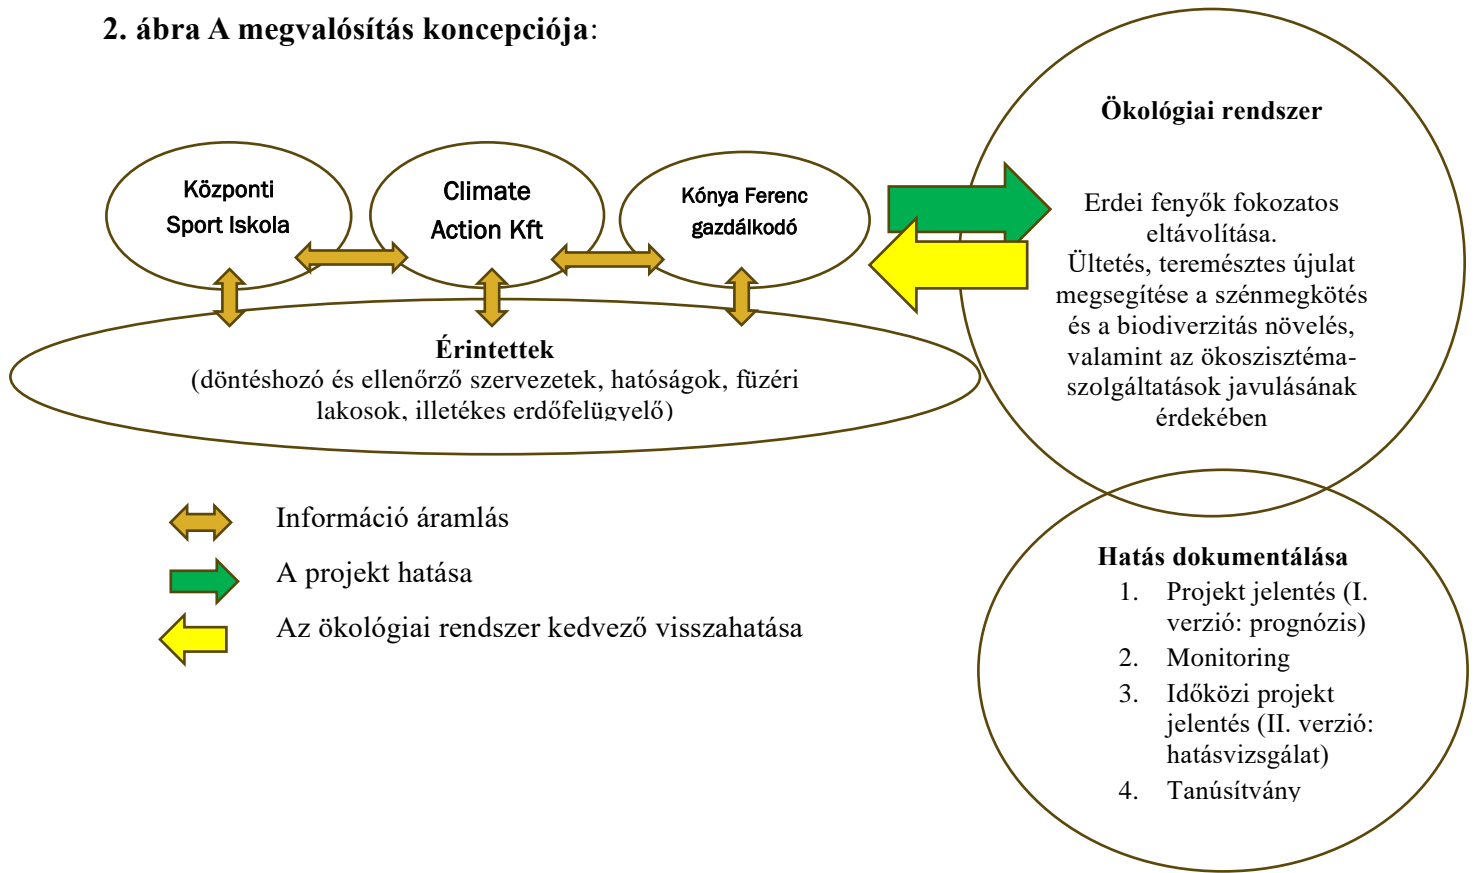 2. ábra A megvalósítás koncepciója:
Központi
Sport Iskola
Climate
Action Kft
Kónya Ferenc
gazdálkodó
Érintettek
(döntéshozó és ellenőrző szervezetek, hatóságok, füzéri
lakosok, illetékes erdőfelügyelő)
Ökológiai rendszer
Erdei fenyők fokozatos
eltávolítása.
Ültetés, teremésztes újulat
megsegítése a szénmegkötés
és a biodiverzitás növelés,
valamint az ökoszisztéma-
szolgáltatások javulásának
érdekében
Információ áramlás
A projekt hatása
Az ökológiai rendszer kedvező visszahatása
Hatás dokumentálása
1. Projekt jelentés (I.
verzió: prognózis)
2. Monitoring
3. Időközi projekt
jelentés (II. verzió:
hatásvizsgálat)
4. Tanúsítvány